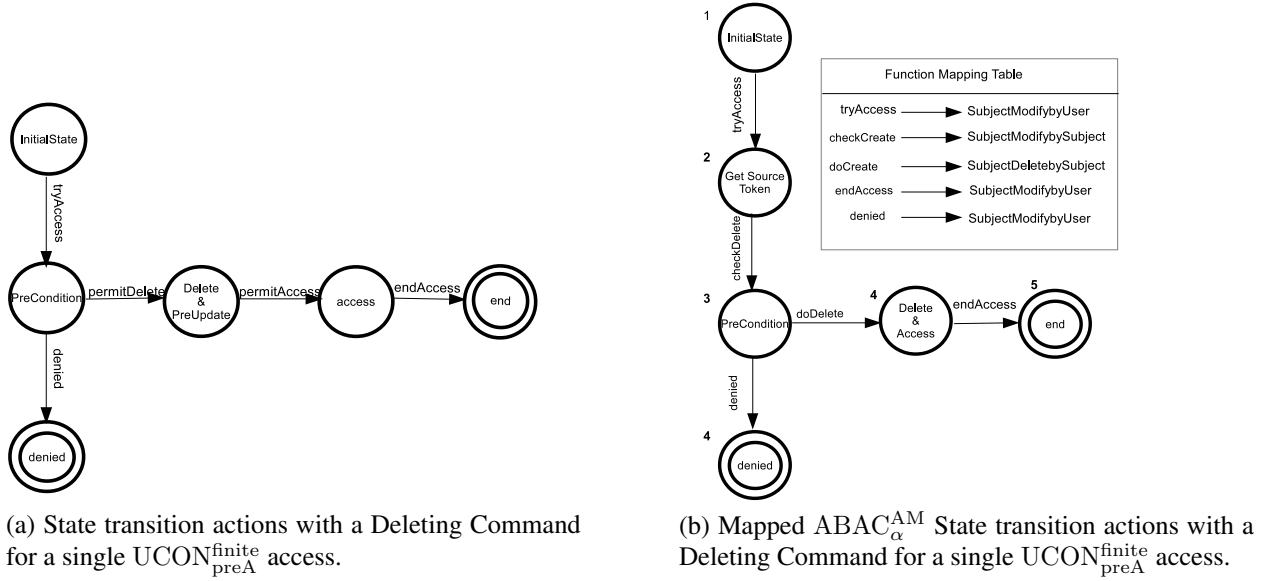 InitialState
tryAccess
PreCondition
permitDelete
Delete
&
PreUpdate
permitAccess
access
endAccess
end
denied
denied
(a) State transition actions with a Deleting Command
for a single UCON^finite_preA access.
1
InitialState
tryAccess
2
Get Source
Token
checkDelete
3
PreCondition
doDelete
4
Delete
&
Access
endAccess
5
end
denied
4
denied
Function Mapping Table
tryAccess SubjectModifybyUser
checkCreate SubjectModifybySubject
doCreate SubjectDeletebySubject
endAccess SubjectModifybyUser
denied SubjectModifybyUser
(b) Mapped ABAC^AM_α State transition actions with a
Deleting Command for a single UCON^finite_preA access.